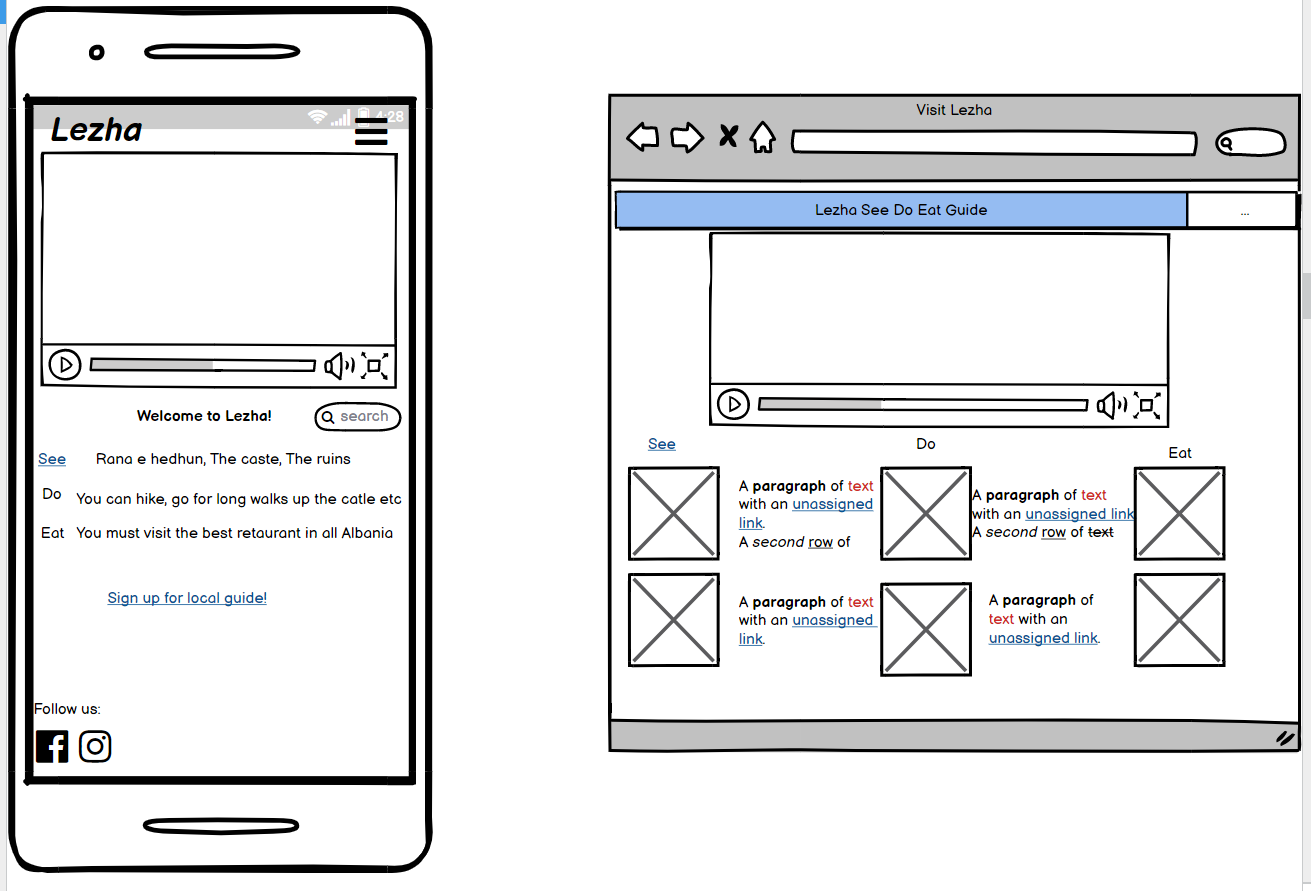 4:28
Lezha
Welcome to Lezha!
search
See
Rana e hedhun, The caste, The ruins
Do
You can hike, go for long walks up the catle etc
Eat
You must visit the best retaurant in all Albania
Sign up for local guide!
Follow us:
Visit Lezha
Lezha See Do Eat Guide
...
See
Do
Eat
A paragraph of text
with an unassigned
link.
A second row of
A paragraph of text
with an unassigned link
A second row of text
A paragraph of text
with an unassigned
link.
A paragraph of
text with an
unassigned link.